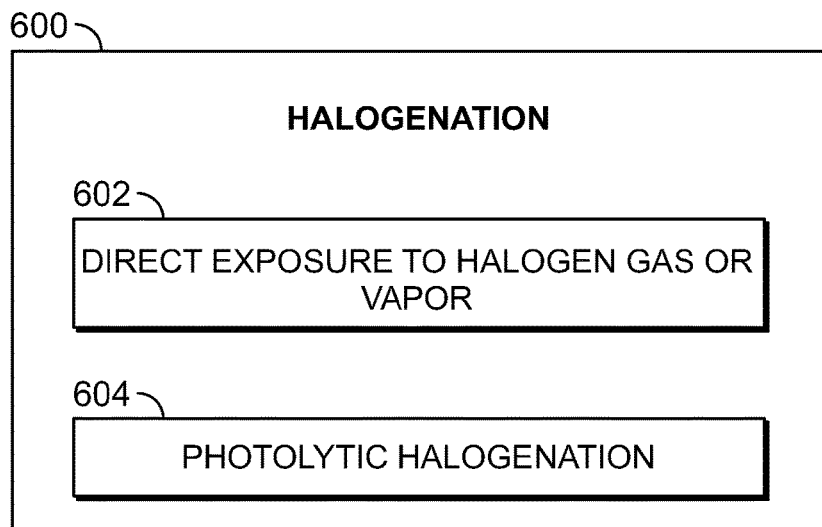 600
HALOGENATION
602
DIRECT EXPOSURE TO HALOGEN GAS OR
VAPOR
604
PHOTOLYTIC HALOGENATION